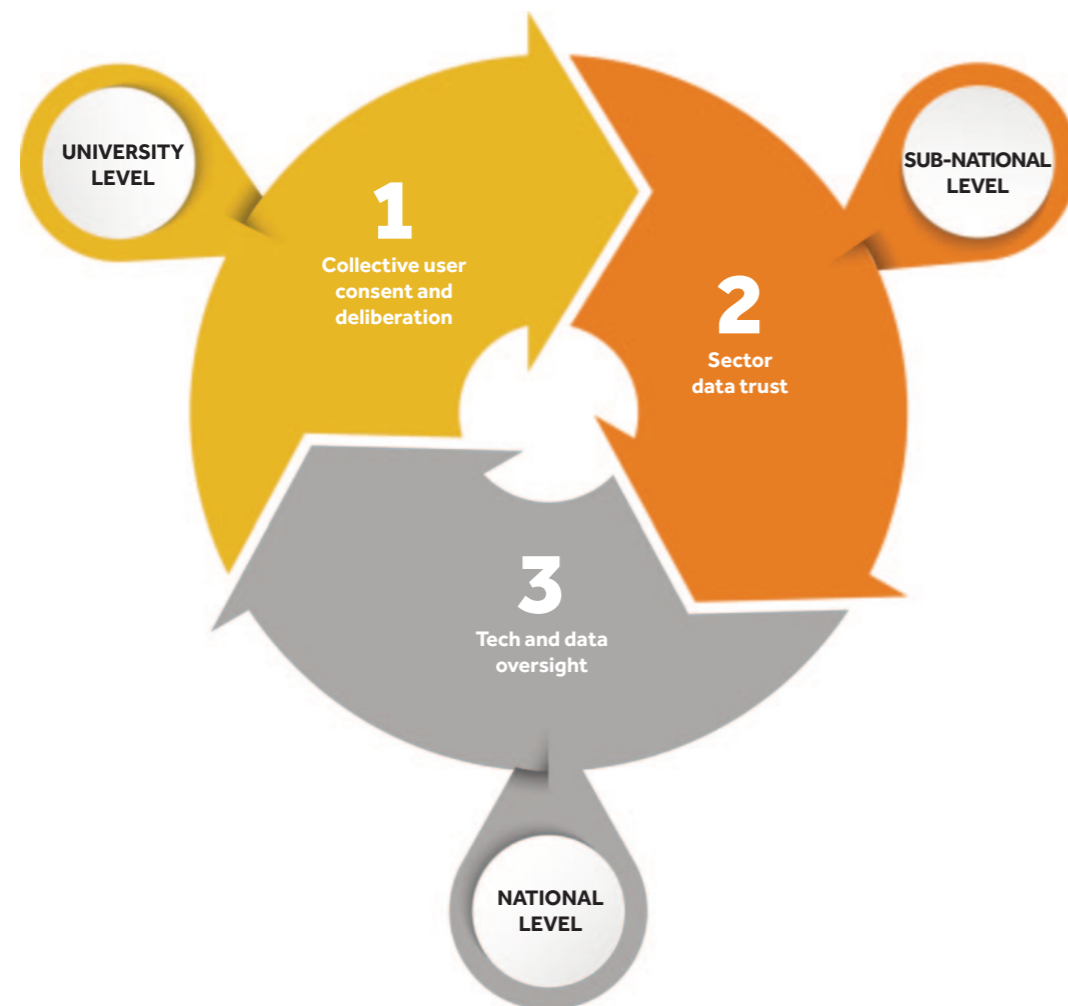 UNIVERSITY
LEVEL
1
Collective user
consent and
deliberation
SUB-NATIONAL
LEVEL
2
Sector
data trust
3
Tech and data
oversight
NATIONAL
LEVEL